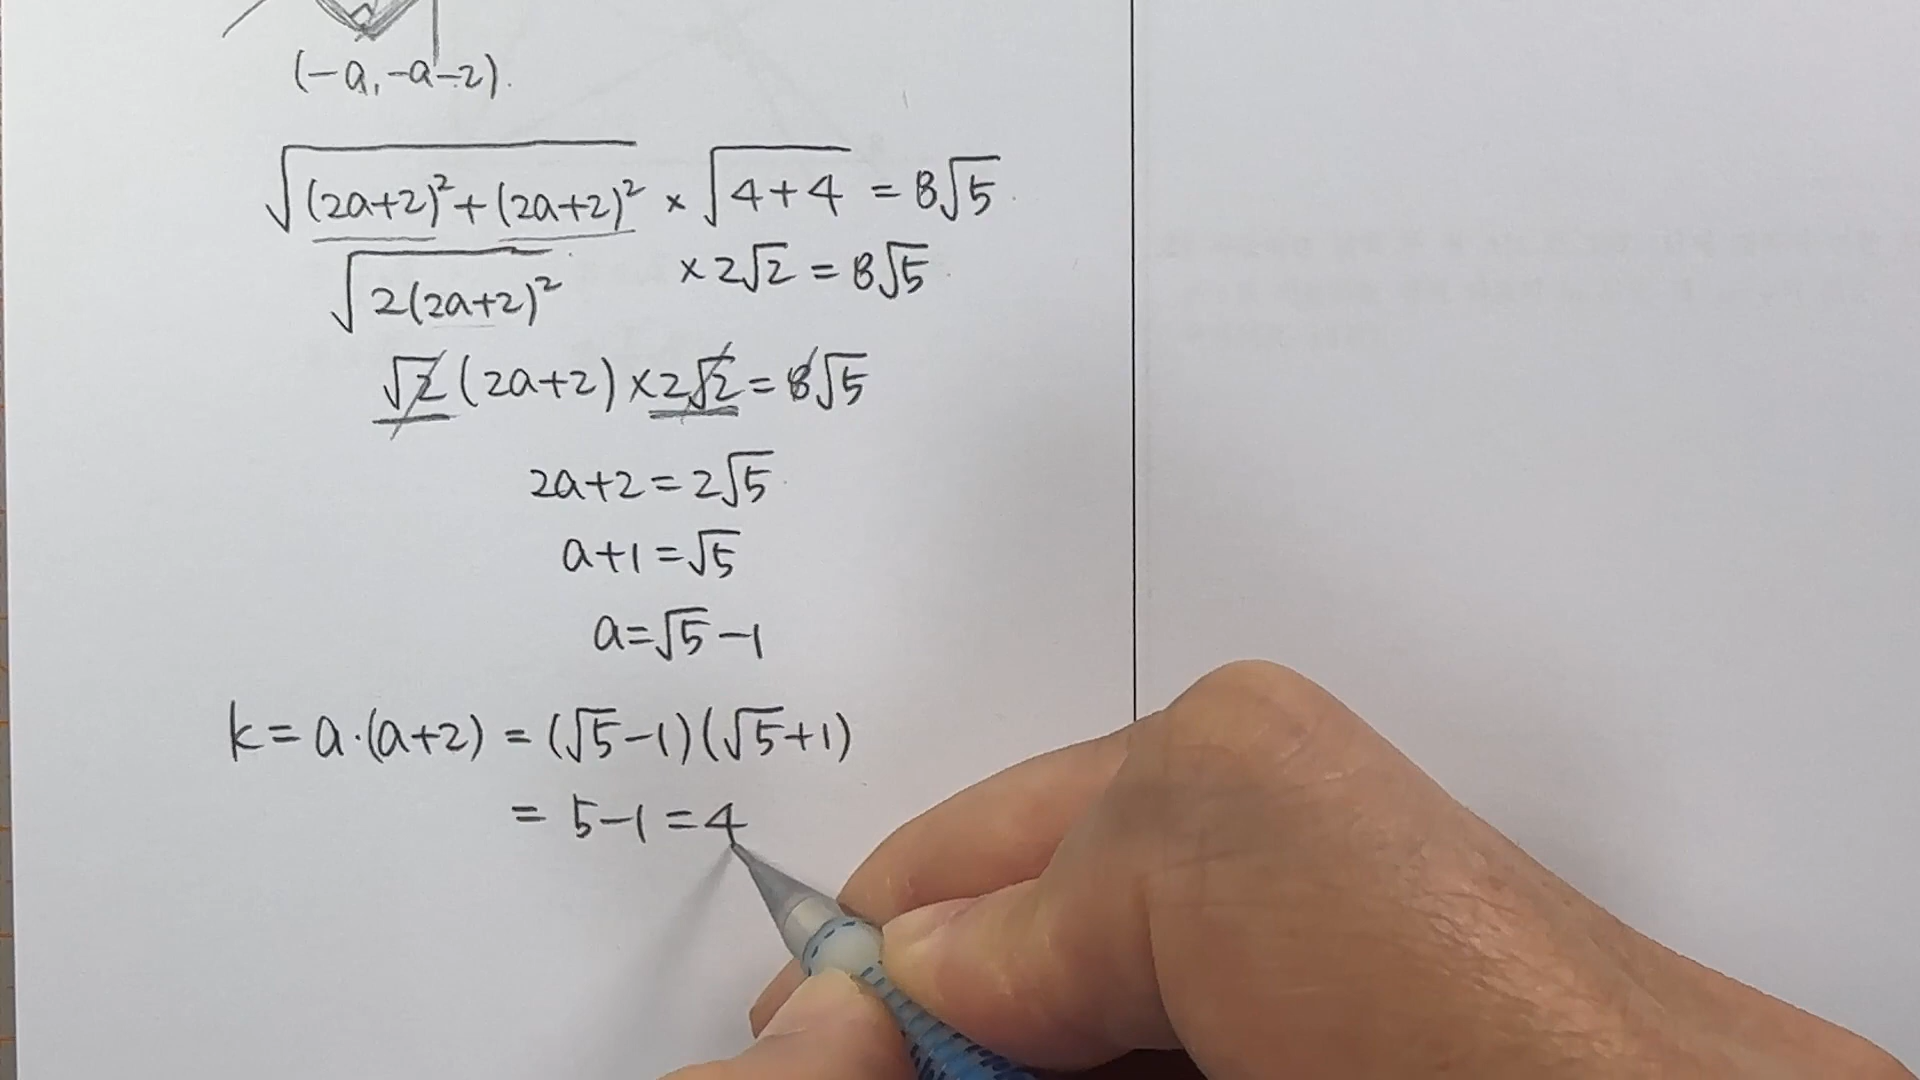 (-a, -a-2).
√((2a+2)²+(2a+2)²) × √(4+4) = 8√5
√(2(2a+2)²) × 2√2 = 8√5
√2(2a+2) × 2√2 = 8√5
2a+2 = 2√5
a+1 = √5
a = √5-1
k = a·(a+2) = (√5-1)(√5+1)
= 5-1 = 4